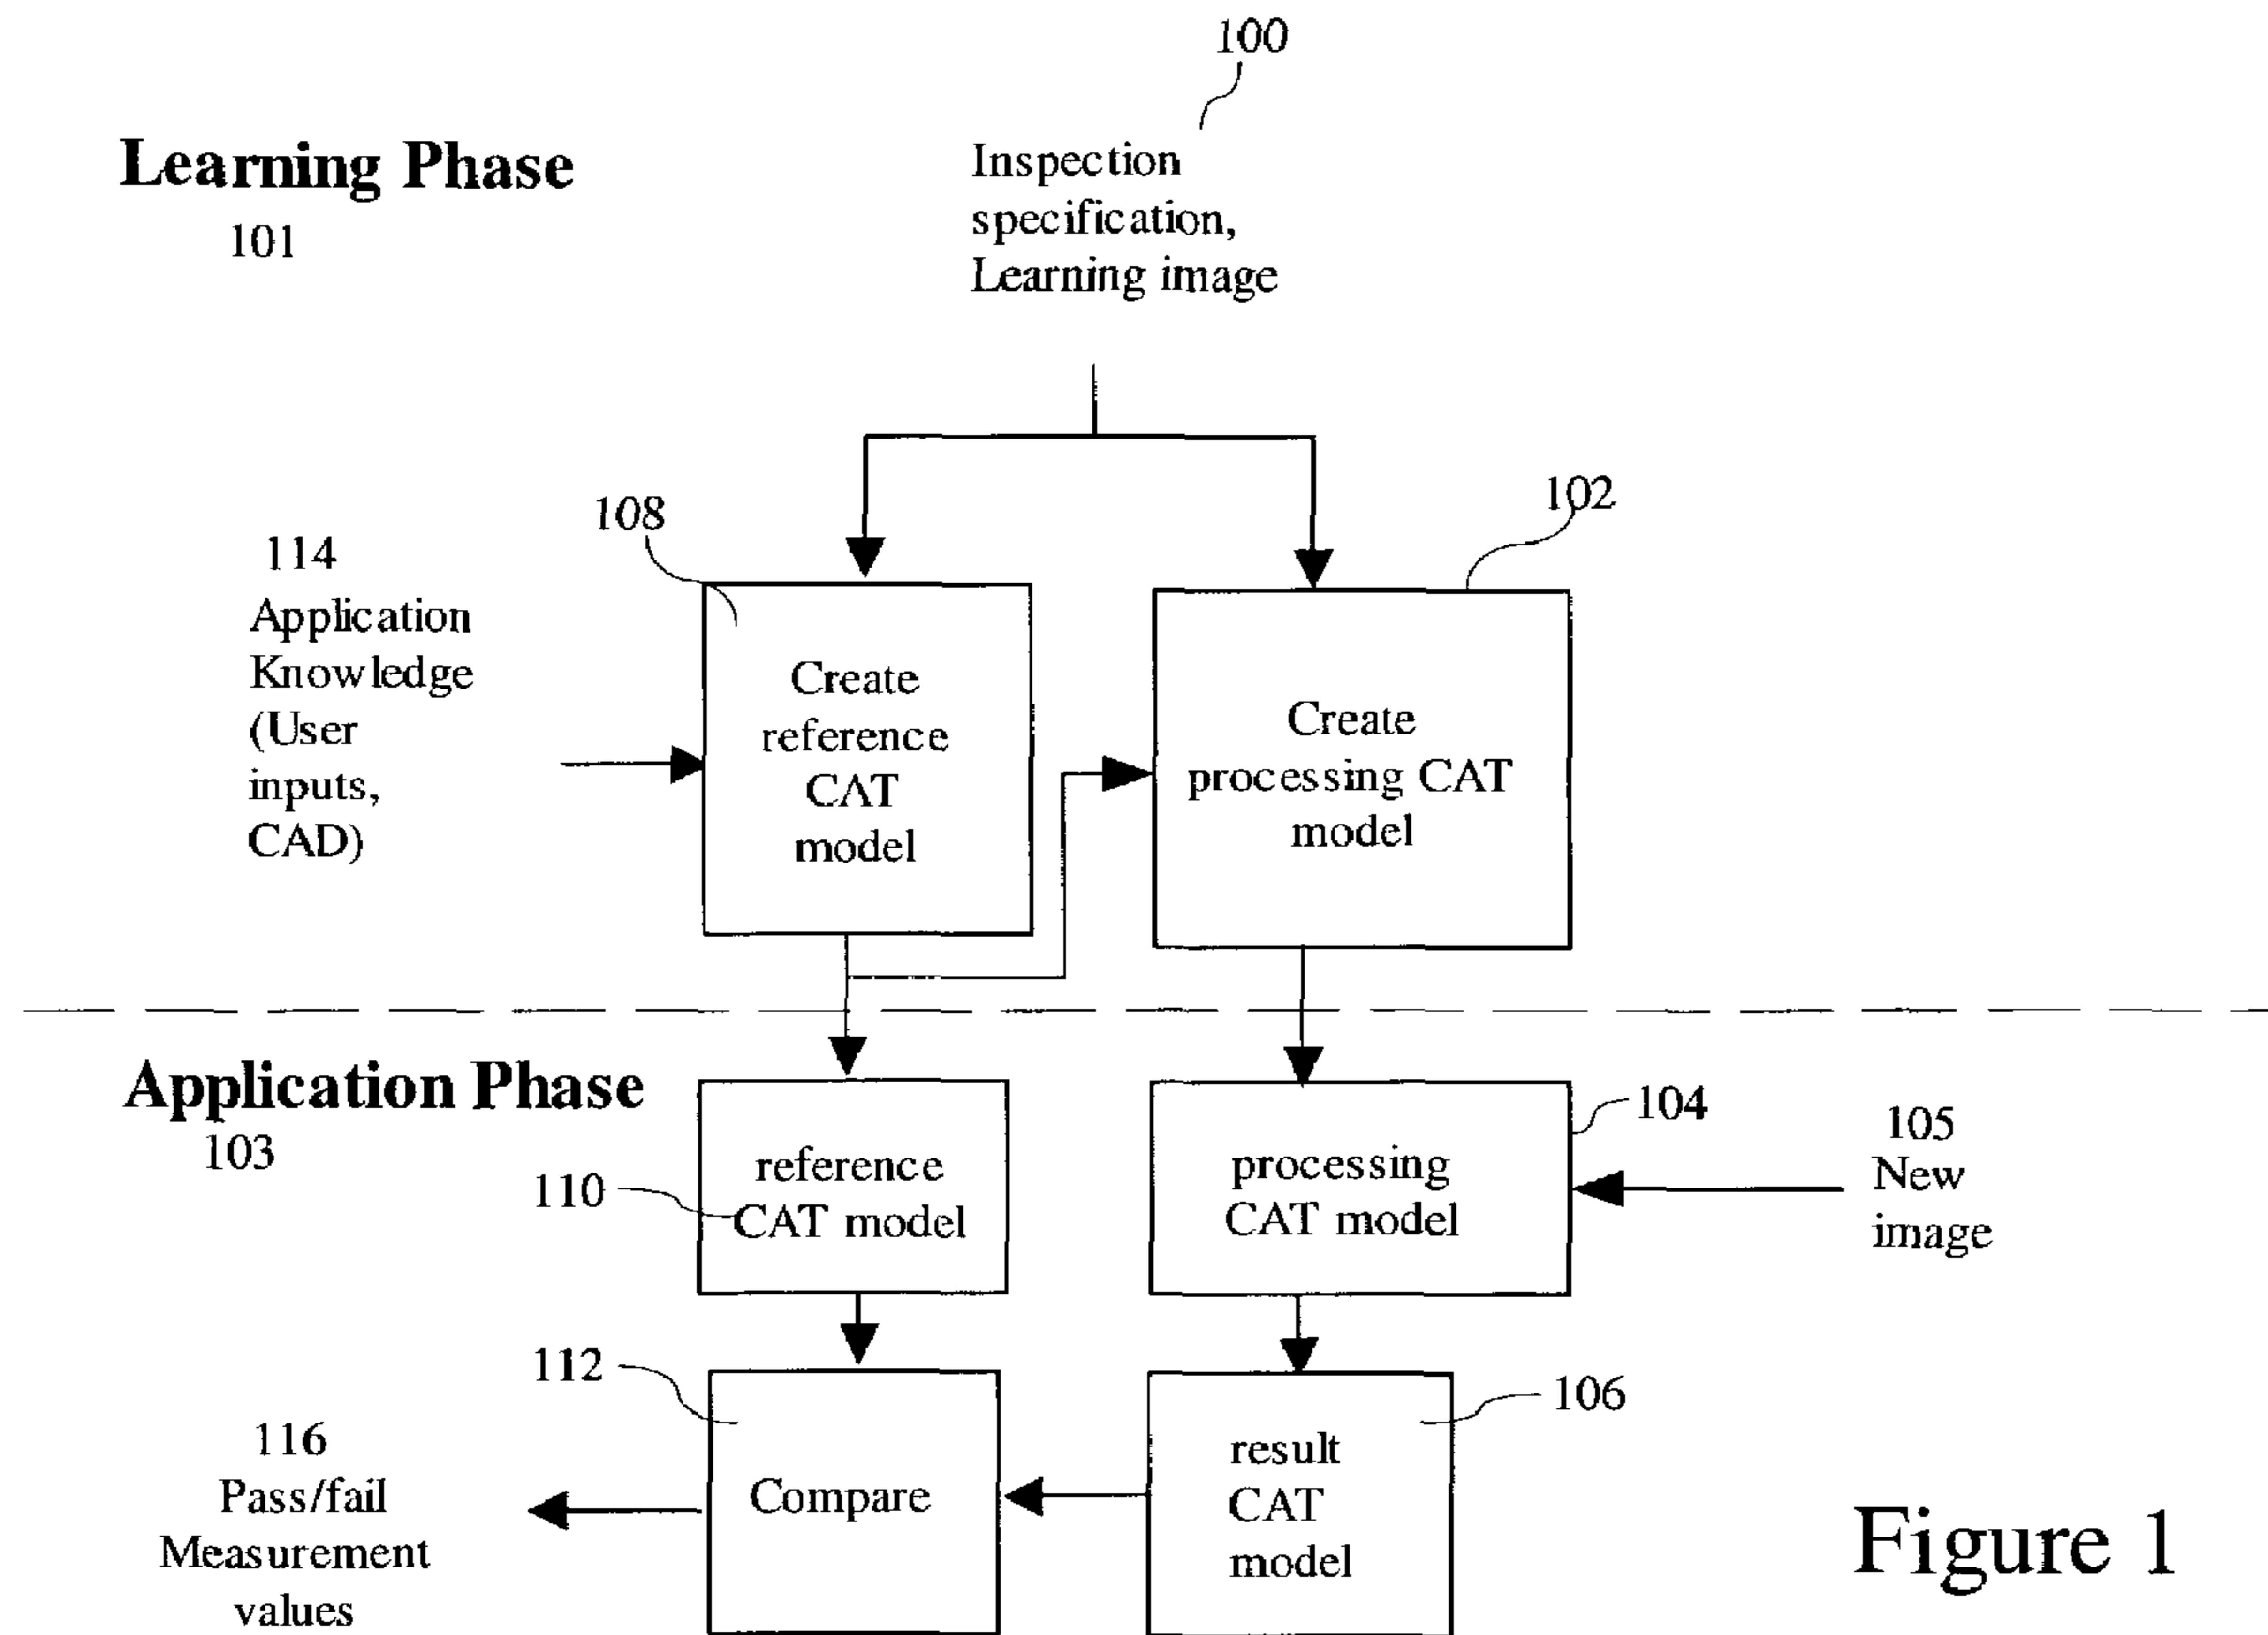 100
Learning Phase
101
Inspection
specification,
Learning image
108
102
114
Application
Knowledge
(User
inputs,
CAD)
Create
reference
CAT
model
Create
processing CAT
model
Application Phase
103
110
reference
CAT model
processing
CAT model
104
105
New
image
112
Compare
result
CAT
model
106
116
Pass/fail
Measurement
values
Figure 1